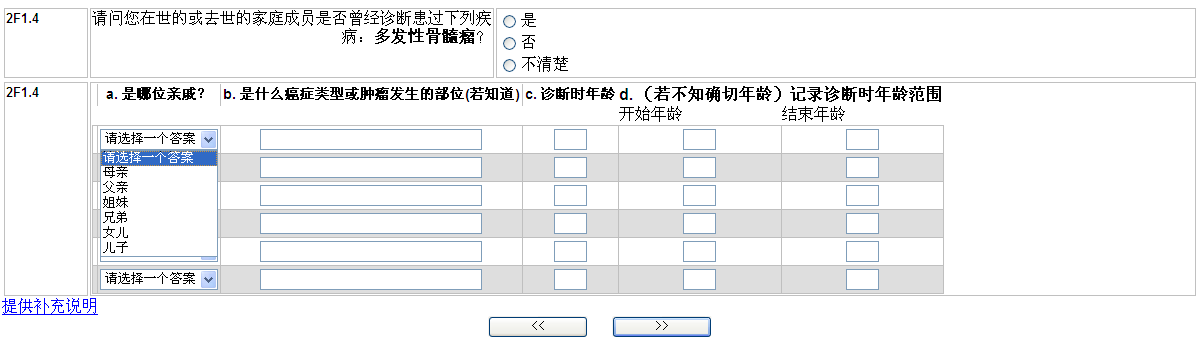 2F1.4
请问您在世的或去世的家庭成员是否曾经诊断患过下列疾
病：多发性骨髓瘤?
是
否
不清楚
2F1.4
a. 是哪位亲戚? b. 是什么癌症类型或肿瘤发生的部位(若知道) c. 诊断时年龄 d.（若不知确切年龄）记录诊断时年龄范围
开始年龄 结束年龄
请选择一个答案
请选择一个答案
母亲
父亲
姐妹
兄弟
女儿
儿子
请选择一个答案
提供补充说明
<< >>